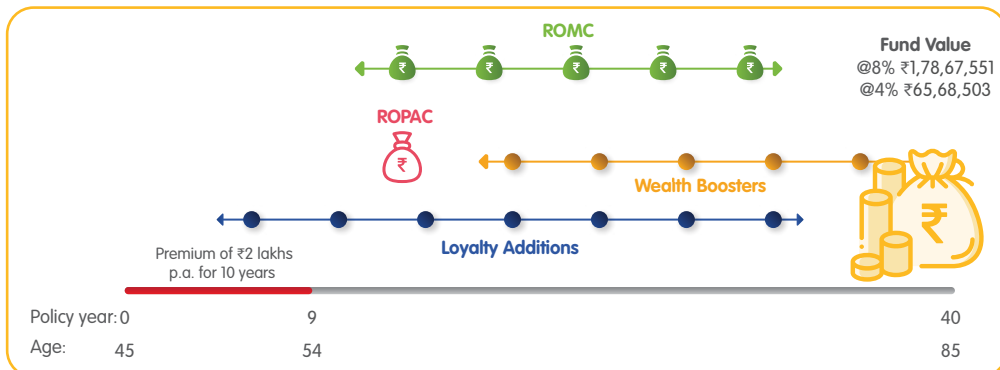 ROMC
Fund Value
@8% ₹1,78,67,551
@4% ₹65,68,503
₹ ₹ ₹ ₹ ₹
ROPAC
₹
Wealth Boosters
₹
Loyalty Additions
Premium of ₹2 lakhs
p.a. for 10 years
Policy year: 0 9 40
Age: 45 54 85